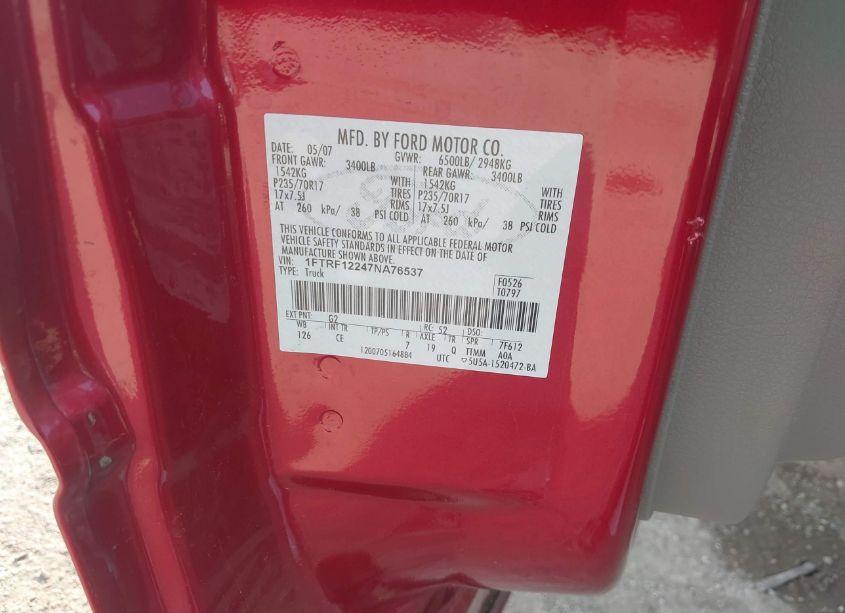 MFD. BY FORD MOTOR CO.
DATE: 05/07 GVWR: 6500LB/ 2948KG
FRONT GAWR: 3400LB REAR GAWR: 3400LB
1542KG WITH 1542KG WITH
P235/70R17 TIRES P235/70R17 TIRES
17x7.5J RIMS 17x7.5J RIMS
AT 260 kPa/ 38 PSI COLD AT 260 kPa/ 38 PSI COLD
THIS VEHICLE CONFORMS TO ALL APPLICABLE FEDERAL MOTOR
VEHICLE SAFETY STANDARDS IN EFFECT ON THE DATE OF
MANUFACTURE SHOWN ABOVE.
VIN: 1FTRF12247NA76537
TYPE: Truck
F0526
T0797
EXT PNT: G2 RC: 52 DSO:
WB INT TR TP/PS R AXLE TR SPR 7F612
126 CE 7 19 Q TTMM A0A
1200705164884 UTC 5U5A-1520472-BA
Ford